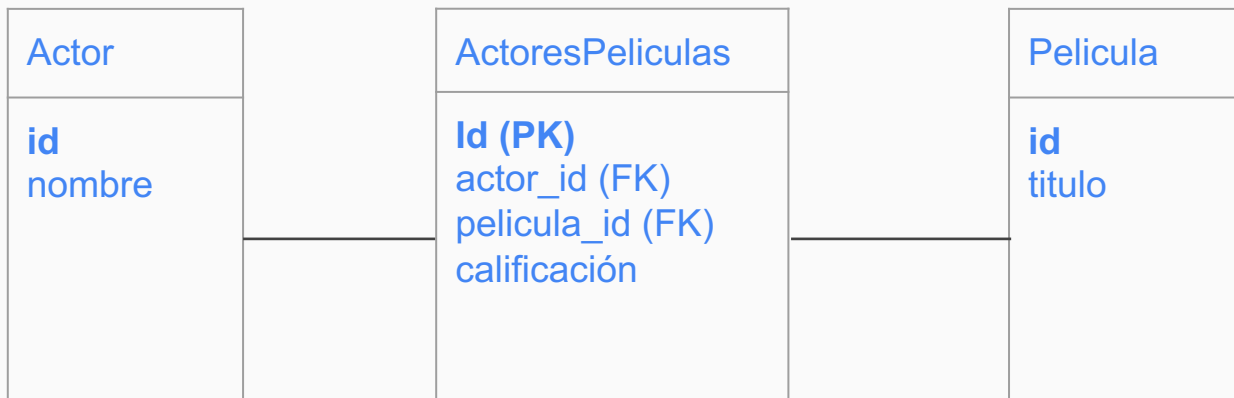 Actor
id
nombre
ActoresPeliculas
Id (PK)
actor_id (FK)
pelicula_id (FK)
calificación
Pelicula
id
titulo